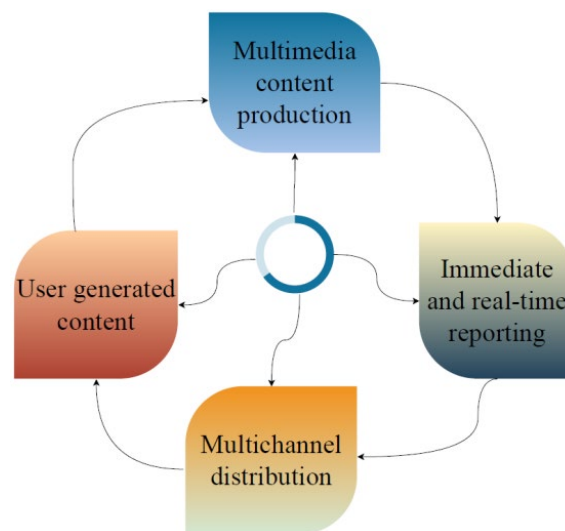 Multimedia
content
production
Immediate
and real-time
reporting
User generated
content
Multichannel
distribution